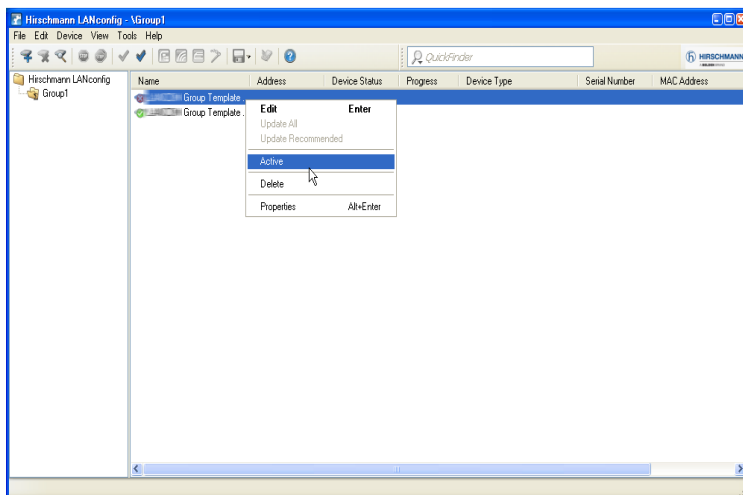 Hirschmann LANconfig - \Group1
File Edit Device View Tools Help
QuickFinder
HIRSCHMANN
Hirschmann LANconfig
Group1
Name Address Device Status Progress Device Type Serial Number MAC Address
Group Template ...
Group Template .
Edit Enter
Update All
Update Recommended
Active
Delete
Properties Alt+Enter